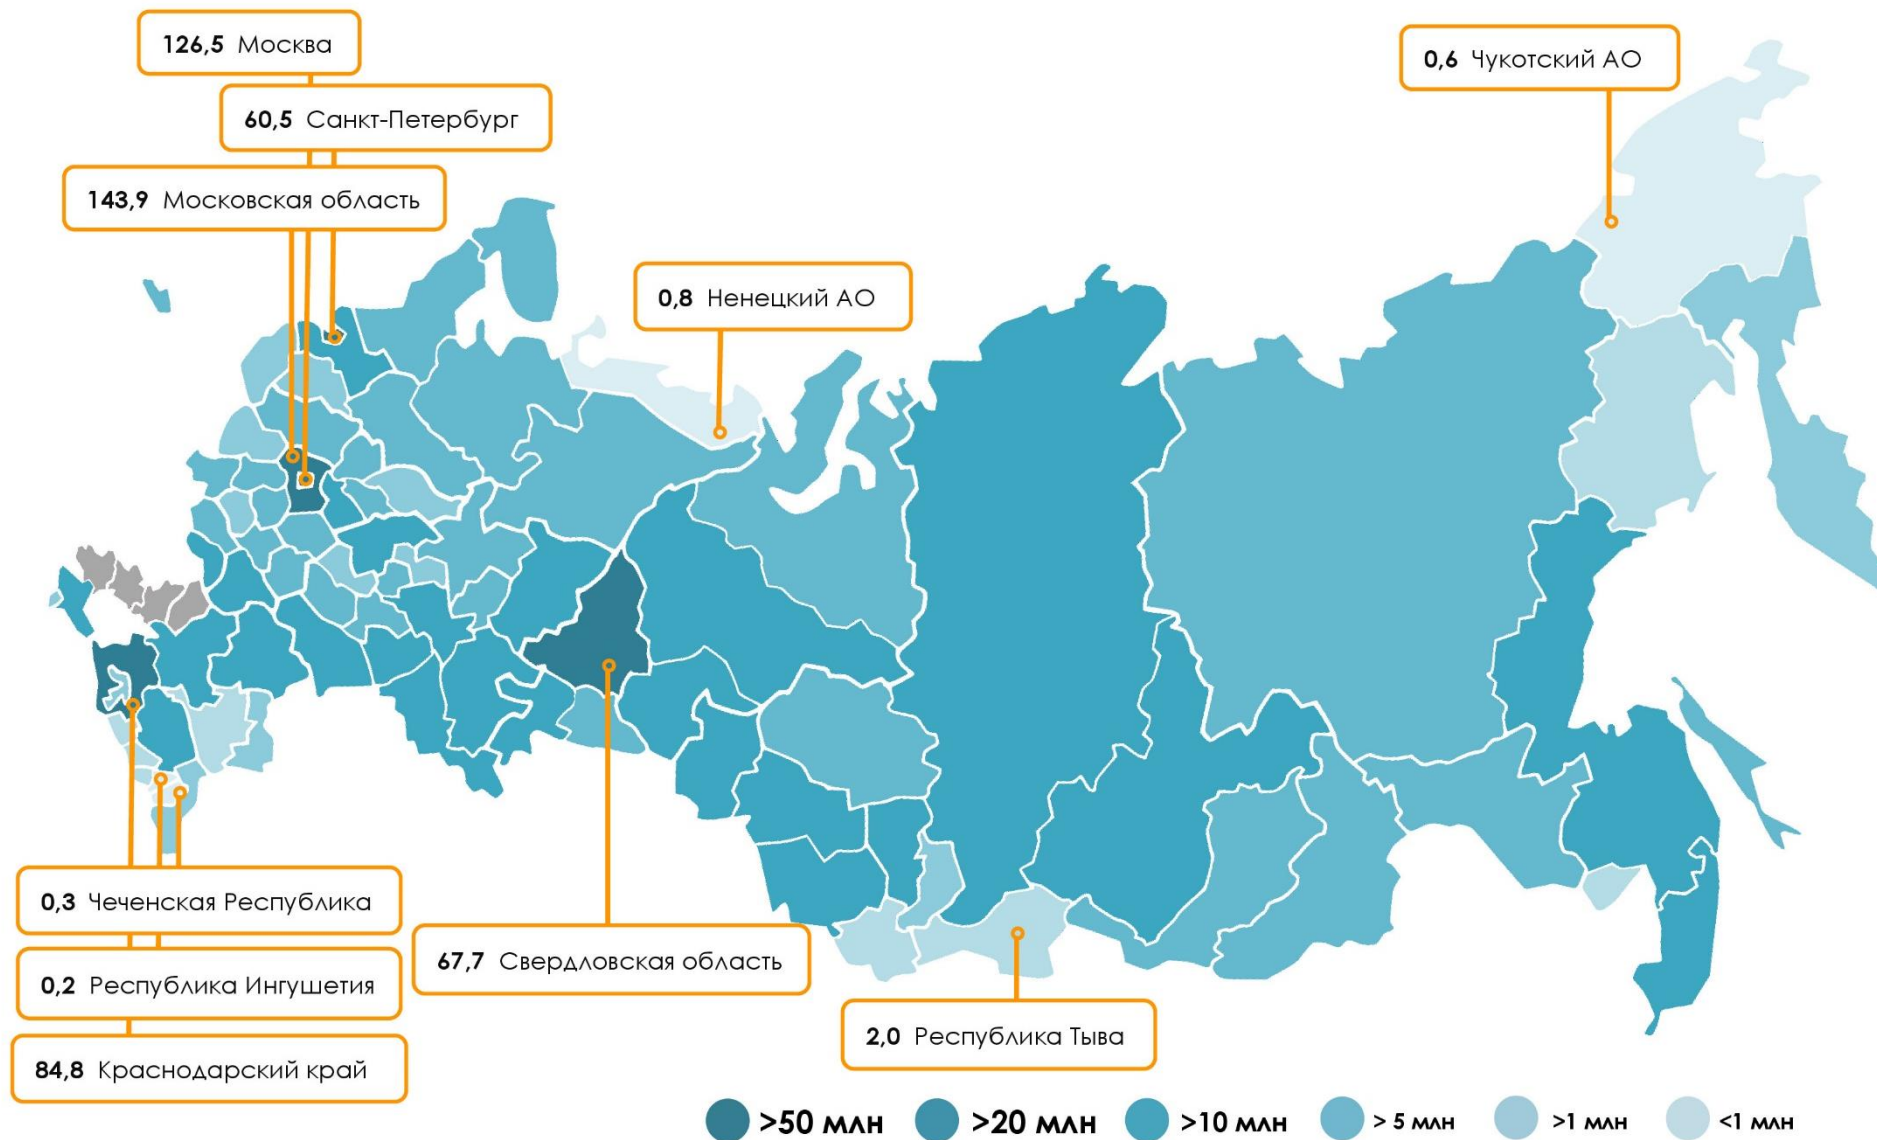 126,5 Москва
0,6 Чукотский АО
60,5 Санкт-Петербург
143,9 Московская область
0,8 Ненецкий АО
0,3 Чеченская Республика
67,7 Свердловская область
0,2 Республика Ингушетия
2,0 Республика Тыва
84,8 Краснодарский край
>50 млн >20 млн >10 млн > 5 млн >1 млн <1 млн